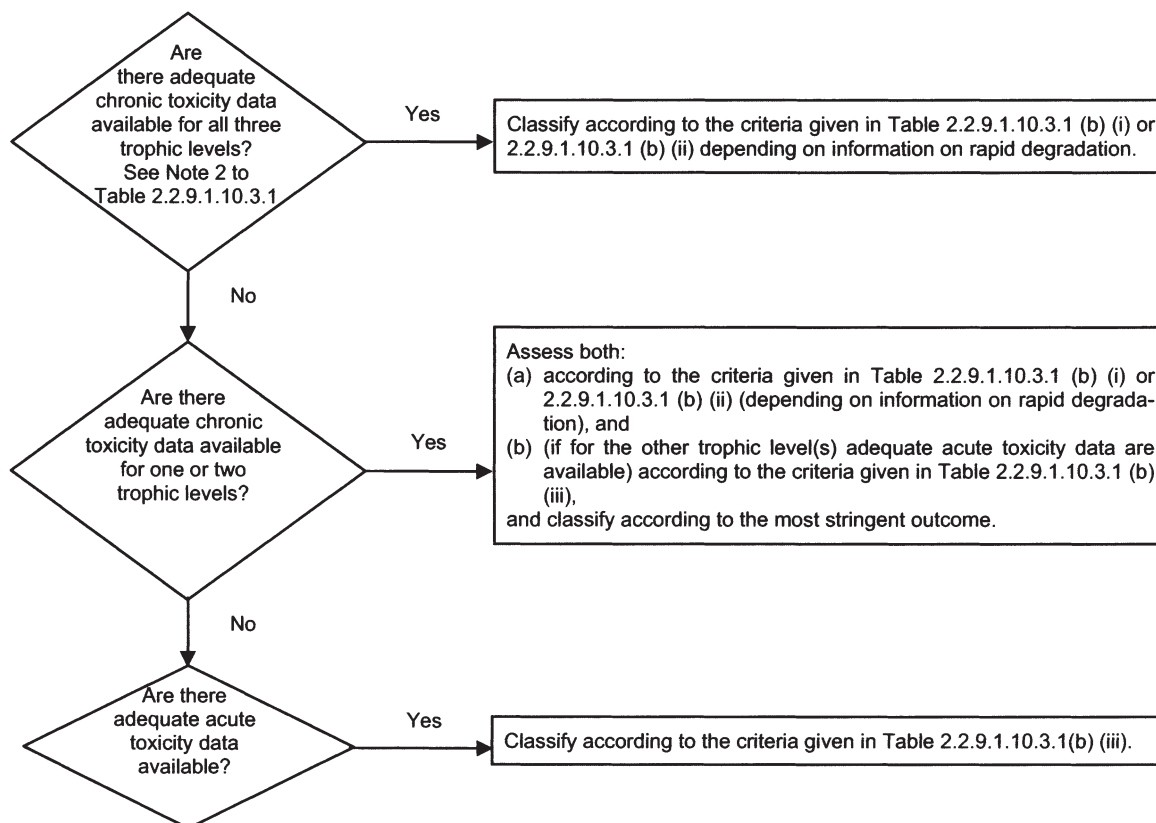 Are
there adequate
chronic toxicity data
available for all three
trophic levels?
See Note 2 to
Table 2.2.9.1.10.3.1
Yes
Classify according to the criteria given in Table 2.2.9.1.10.3.1 (b) (i) or
2.2.9.1.10.3.1 (b) (ii) depending on information on rapid degradation.
No
Are there
adequate chronic
toxicity data available
for one or two
trophic levels?
Yes
Assess both:
(a) according to the criteria given in Table 2.2.9.1.10.3.1 (b) (i) or
2.2.9.1.10.3.1 (b) (ii) (depending on information on rapid degrada-
tion), and
(b) (if for the other trophic level(s) adequate acute toxicity data are
available) according to the criteria given in Table 2.2.9.1.10.3.1 (b)
(iii),
and classify according to the most stringent outcome.
No
Are there
adequate acute
toxicity data
available?
Yes
Classify according to the criteria given in Table 2.2.9.1.10.3.1(b) (iii).